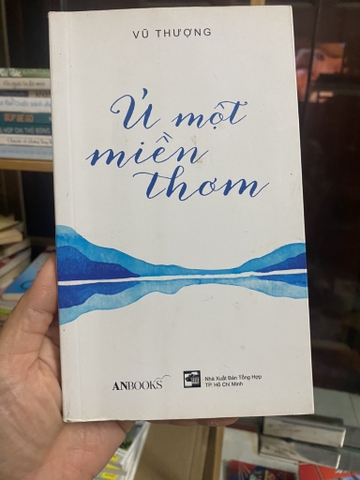 VŨ THƯỢNG
Ủ một
miền
thơm
ANBOOKS
Nhà Xuất Bản Tổng Hợp
TP. Hồ Chí Minh